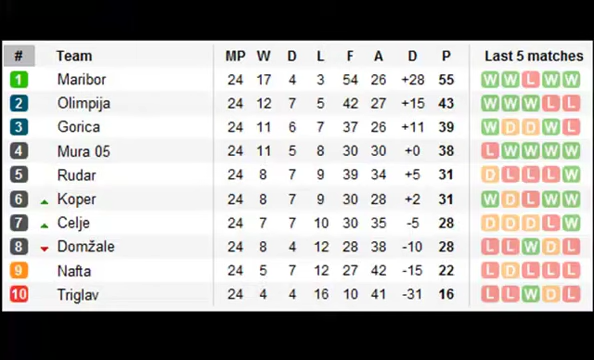 # Team MP W D L F A D P Last 5 matches
1 Maribor 24 17 4 3 54 26 +28 55 W W L W W
2 Olimpija 24 12 7 5 42 27 +15 43 W W W L L
3 Gorica 24 11 6 7 37 26 +11 39 W D D W L
4 Mura 05 24 11 5 8 30 30 +0 38 L W W W W
5 Rudar 24 8 7 9 39 34 +5 31 D L L L W
6 Koper 24 8 7 9 30 28 +2 31 W D L W W
7 Celje 24 7 7 10 30 35 -5 28 D D D L W
8 Domžale 24 8 4 12 28 38 -10 28 L L W D L
9 Nafta 24 5 7 12 27 42 -15 22 L D L L L
10 Triglav 24 4 4 16 10 41 -31 16 L L W D L